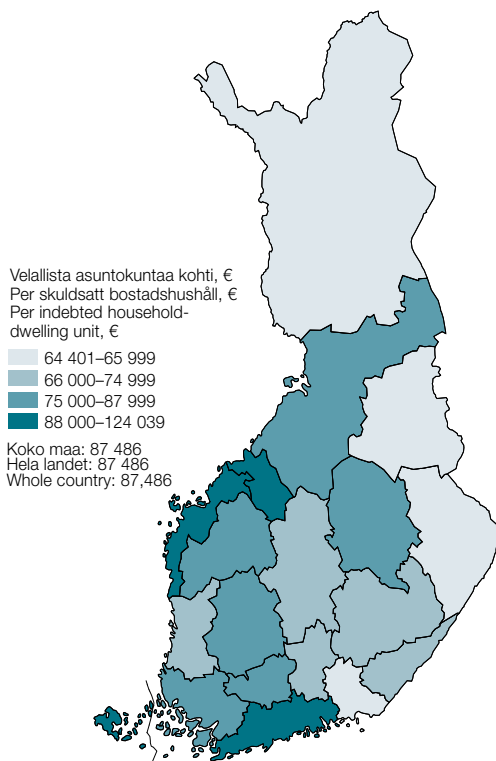 Velallista asuntokuntaa kohti, €
Per skuldsatt bostadshushåll, €
Per indebted household-
dwelling unit, €
64 401–65 999
66 000–74 999
75 000–87 999
88 000–124 039
Koko maa: 87 486
Hela landet: 87 486
Whole country: 87,486